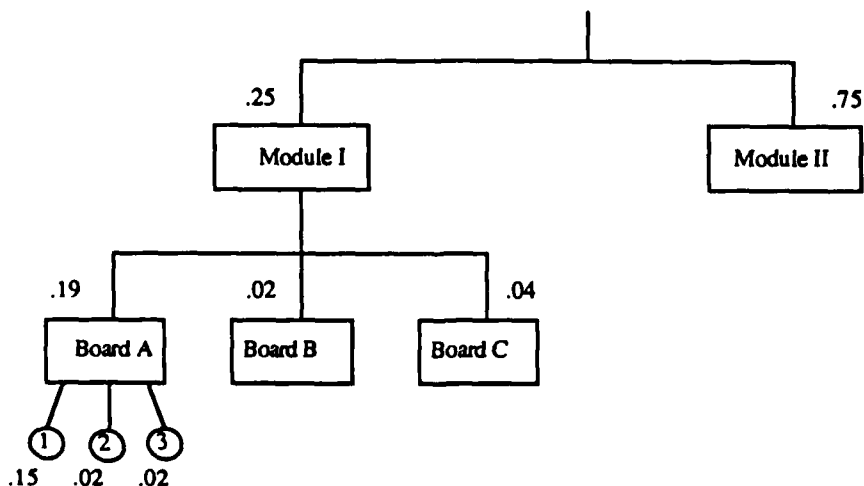 .25
.75
Module I
Module II
.19
.02
.04
Board A
Board B
Board C
1
2
3
.15
.02
.02